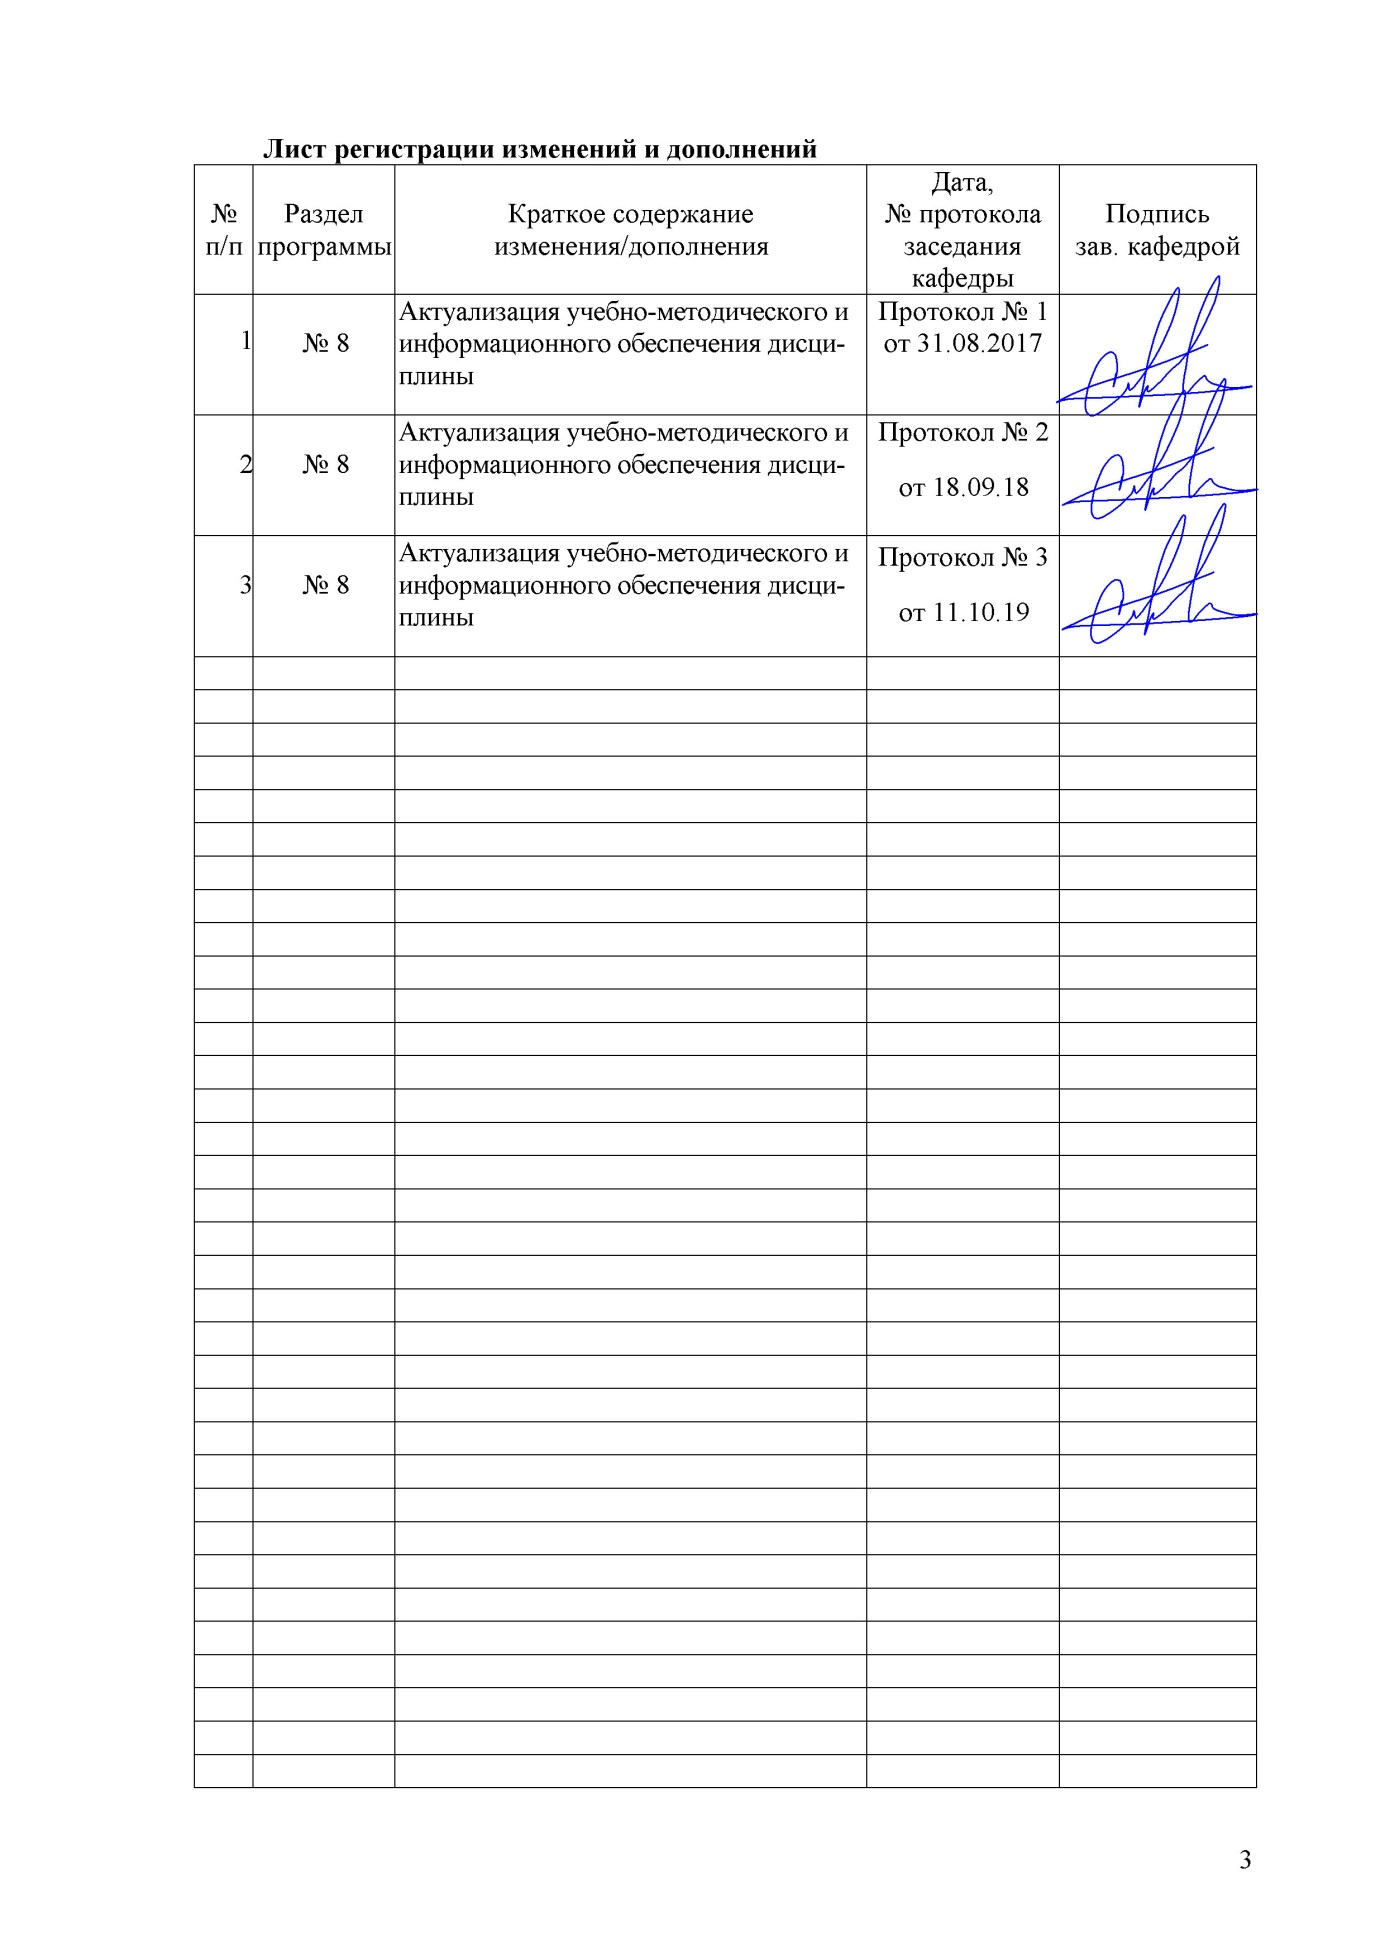 Лист регистрации изменений и дополнений
№
п/п
Раздел
программы
Краткое содержание
изменения/дополнения
Дата,
№ протокола
заседания
кафедры
Подпись
зав. кафедрой
1
№ 8
Актуализация учебно-методического и
информационного обеспечения дисци-
плины
Протокол № 1
от 31.08.2017
2
№ 8
Актуализация учебно-методического и
информационного обеспечения дисци-
плины
Протокол № 2
от 18.09.18
3
№ 8
Актуализация учебно-методического и
информационного обеспечения дисци-
плины
Протокол № 3
от 11.10.19
3